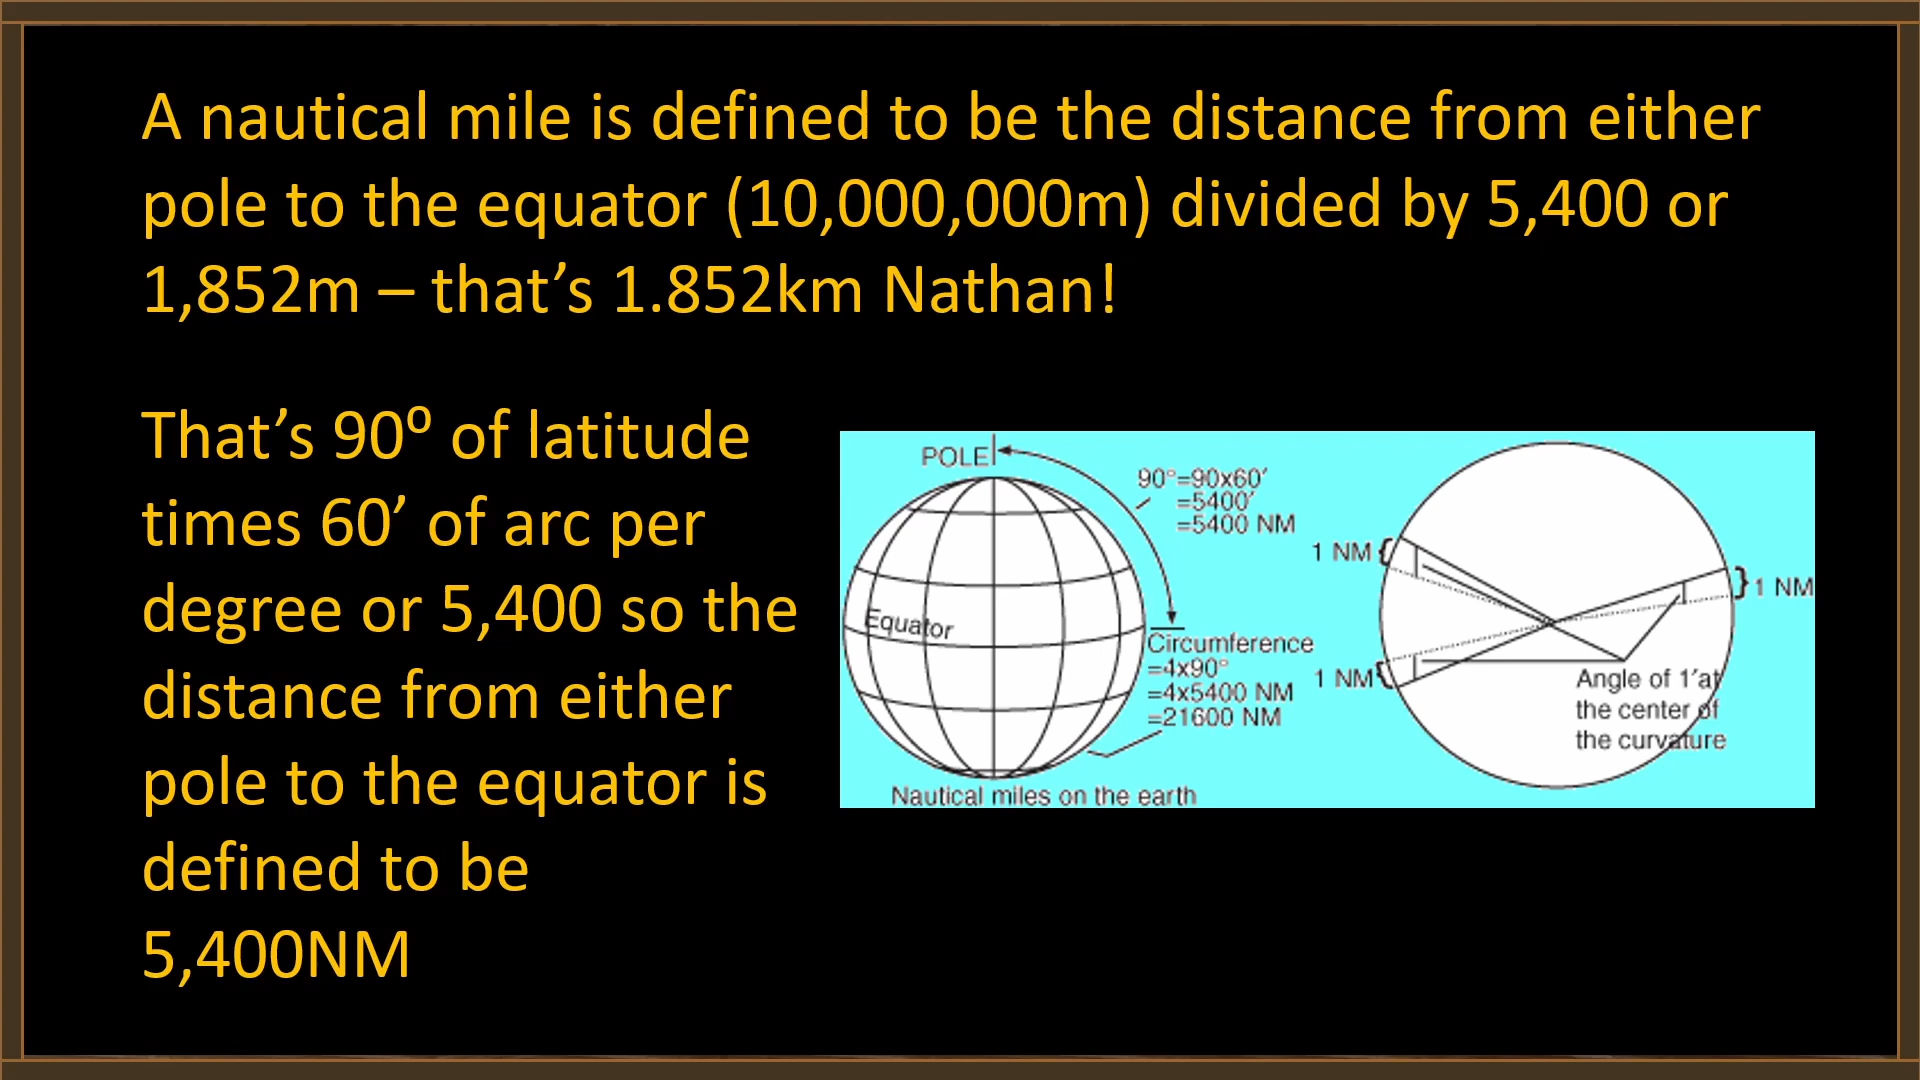 A nautical mile is defined to be the distance from either
pole to the equator (10,000,000m) divided by 5,400 or
1,852m – that’s 1.852km Nathan!
That’s 90⁰ of latitude
times 60’ of arc per
degree or 5,400 so the
distance from either
pole to the equator is
defined to be
5,400NM
POLE
90°=90x60′
=5400′
=5400 NM
Equator
Circumference
=4x90°
=4x5400 NM
=21600 NM
Nautical miles on the earth
1 NM
1 NM
1 NM
Angle of 1′at
the center of
the curvature